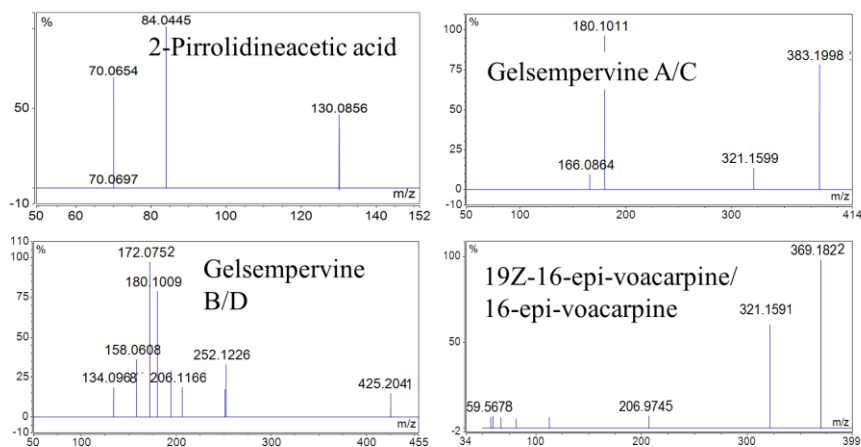 %
84.0445
2-Pirrolidineacetic acid
70.0654
50
130.0856
70.0697
m/z
-10
50 60 80 100 120 140 152
%
100
180.1011
383.1998
Gelsempervine A/C
75
50
25
166.0864
321.1599
0
m/z
-10
50 100 200 300 414
110
%
100
172.0752
Gelsempervine
180.1009
B/D
75
50
158.0608
252.1226
25
134.0968
206.1166
425.2041
0
m/z
-10
50 100 200 300 400 455
%
100
369.1822
19Z-16-epi-voacarpine/
16-epi-voacarpine
321.1591
50
59.5678
206.9745
-2
m/z
34 100 200 300 399